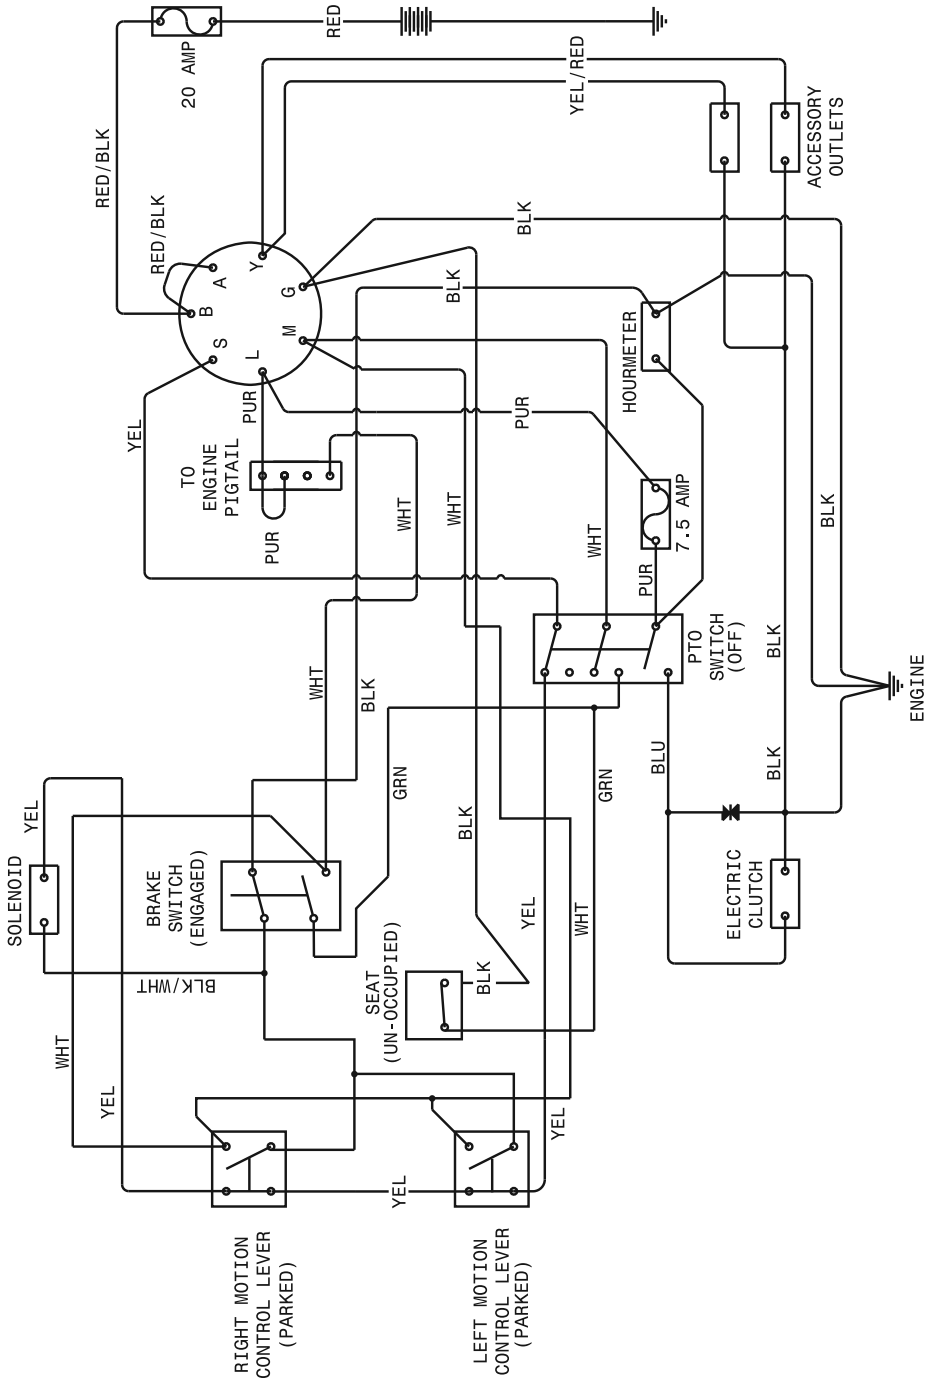 RED
20 AMP
YEL/RED
RED/BLK
ACCESSORY
OUTLETS
RED/BLK
BLK
A
Y
B
G
S
L
M
BLK
HOURMETER
PUR
YEL
PUR
TO
ENGINE
PIGTAIL
PUR
WHT
WHT
WHT
7.5 AMP
BLK
PUR
PTO
SWITCH
(OFF)
BLK
ENGINE
WHT
BLK
GRN
GRN
BLU
BLK
YEL
BLK
SOLENOID
BRAKE
SWITCH
(ENGAGED)
ELECTRIC
CLUTCH
YEL
WHT
SEAT
(UN-OCCUPIED)
BLK
BLK/WHT
WHT
YEL
YEL
YEL
RIGHT MOTION
CONTROL LEVER
(PARKED)
LEFT MOTION
CONTROL LEVER
(PARKED)